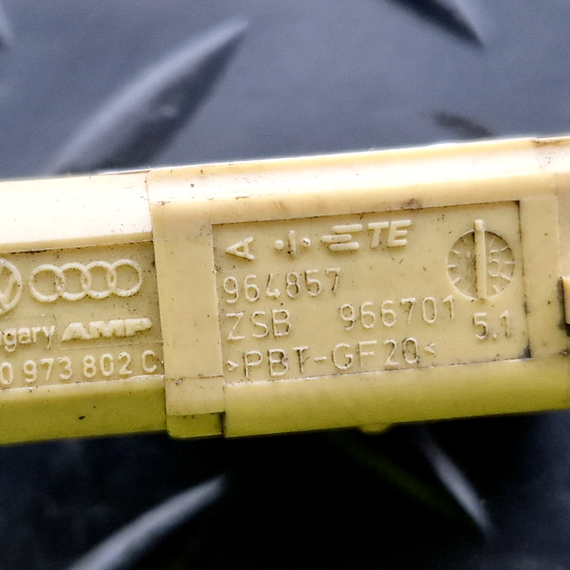 gary AMP
0 973 802 C
A TE
964857
ZSB 966701
5.1
>PBT-GF20<